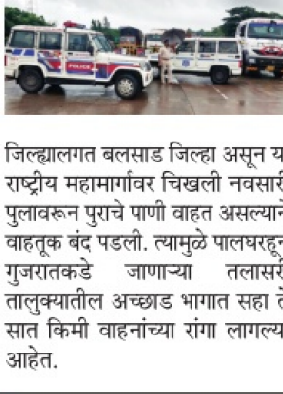 POLICE
जिल्ह्यालगत बलसाड जिल्हा असून य
राष्ट्रीय महामार्गावर चिखली नवसारी
पुलावरून पुराचे पाणी वाहत असल्याने
वाहतूक बंद पडली. त्यामुळे पालघरहून
गुजरातकडे जाणाऱ्या तलासरी
तालुक्यातील अच्छाड भागात सहा ते
सात किमी वाहनांच्या रांगा लागल्या
आहेत.